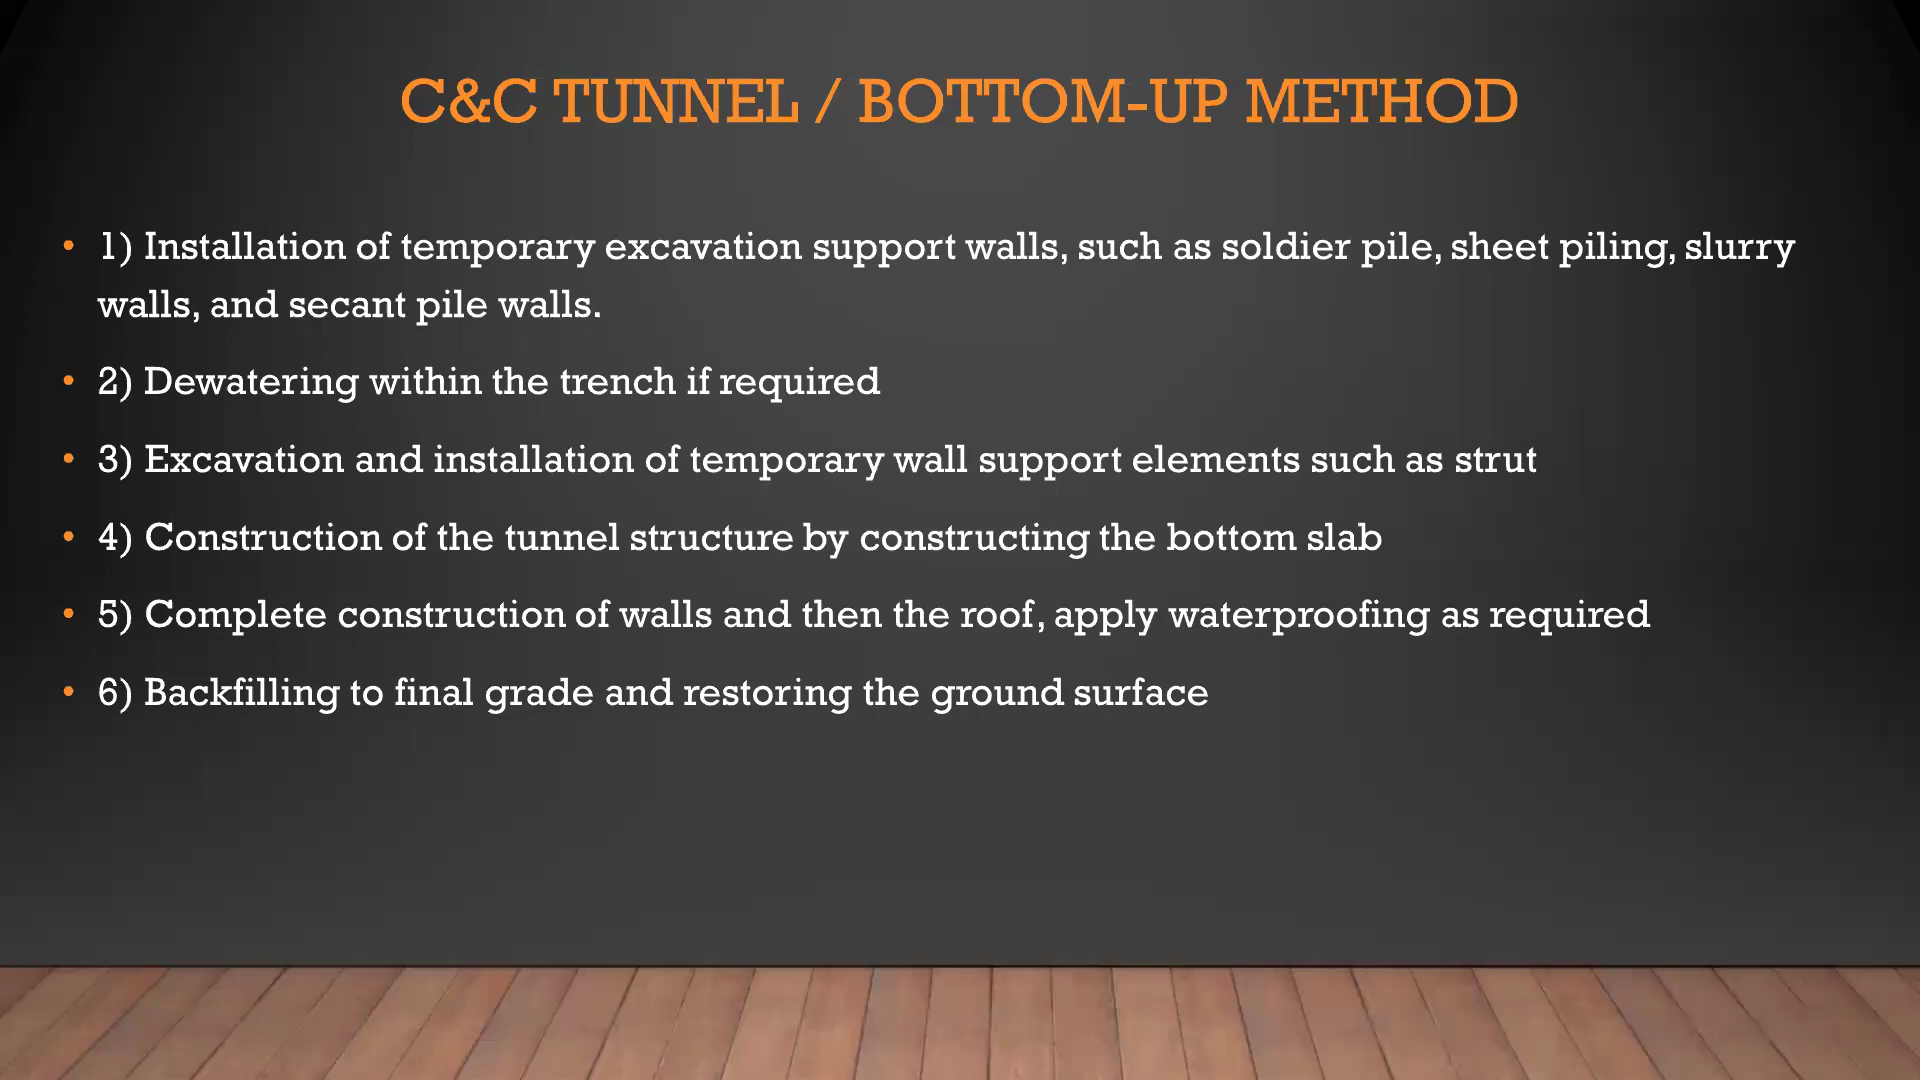 C&C TUNNEL / BOTTOM-UP METHOD
• 1) Installation of temporary excavation support walls, such as soldier pile, sheet piling, slurry
walls, and secant pile walls.
• 2) Dewatering within the trench if required
• 3) Excavation and installation of temporary wall support elements such as strut
• 4) Construction of the tunnel structure by constructing the bottom slab
• 5) Complete construction of walls and then the roof, apply waterproofing as required
• 6) Backfilling to final grade and restoring the ground surface